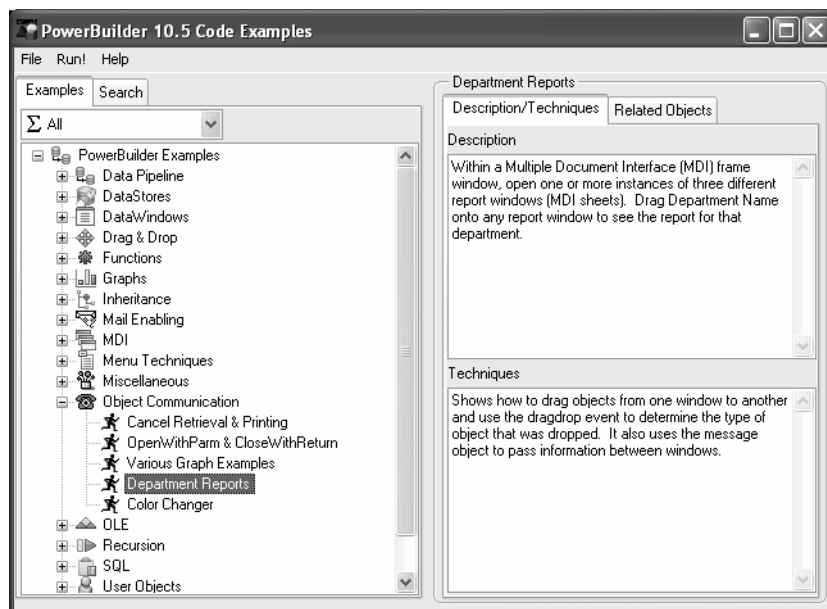 PowerBuilder 10.5 Code Examples
File Run! Help
Examples Search
Σ All
PowerBuilder Examples
Data Pipeline
DataStores
DataWindows
Drag & Drop
Functions
Graphs
Inheritance
Mail Enabling
MDI
Menu Techniques
Miscellaneous
Object Communication
Cancel Retrieval & Printing
OpenWithParm & CloseWithReturn
Various Graph Examples
Department Reports
Color Changer
OLE
Recursion
SQL
User Objects
Department Reports
Description/Techniques Related Objects
Description
Within a Multiple Document Interface (MDI) frame
window, open one or more instances of three different
report windows (MDI sheets). Drag Department Name
onto any report window to see the report for that
department.
Techniques
Shows how to drag objects from one window to another
and use the dragdrop event to determine the type of
object that was dropped. It also uses the message
object to pass information between windows.